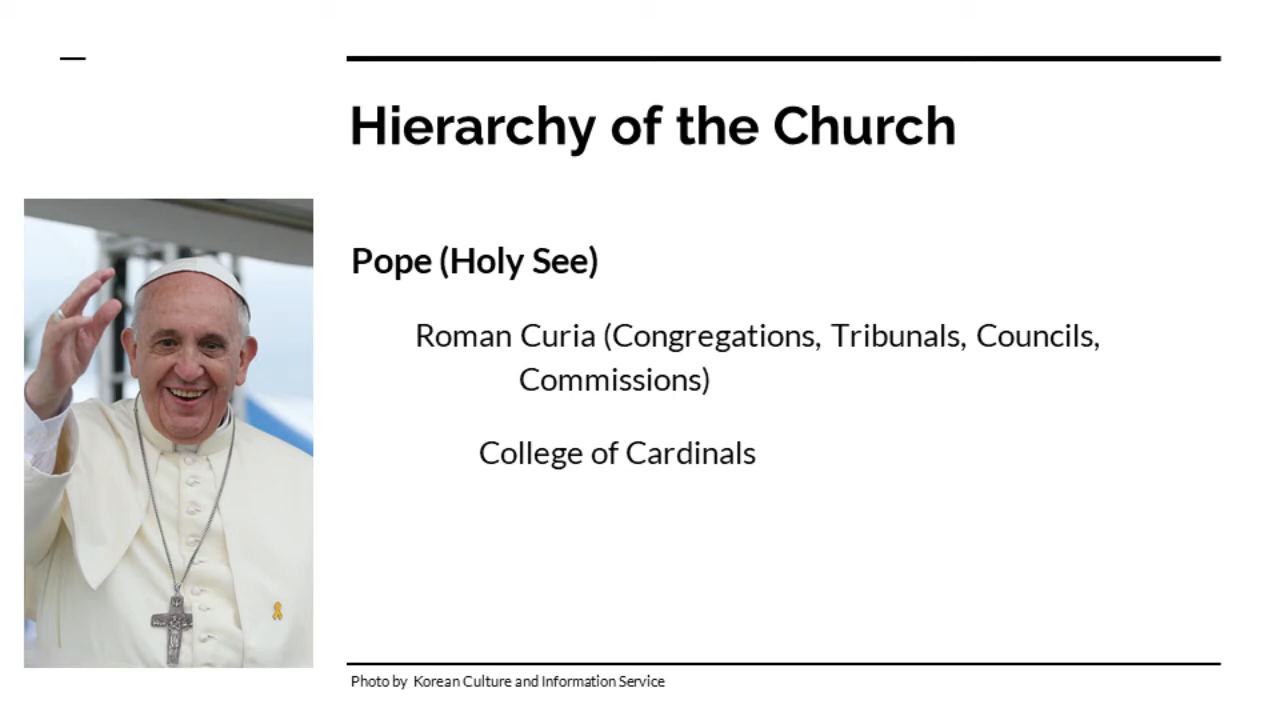 Hierarchy of the Church
Pope (Holy See)
Roman Curia (Congregations, Tribunals, Councils,
Commissions)
College of Cardinals
Photo by Korean Culture and Information Service